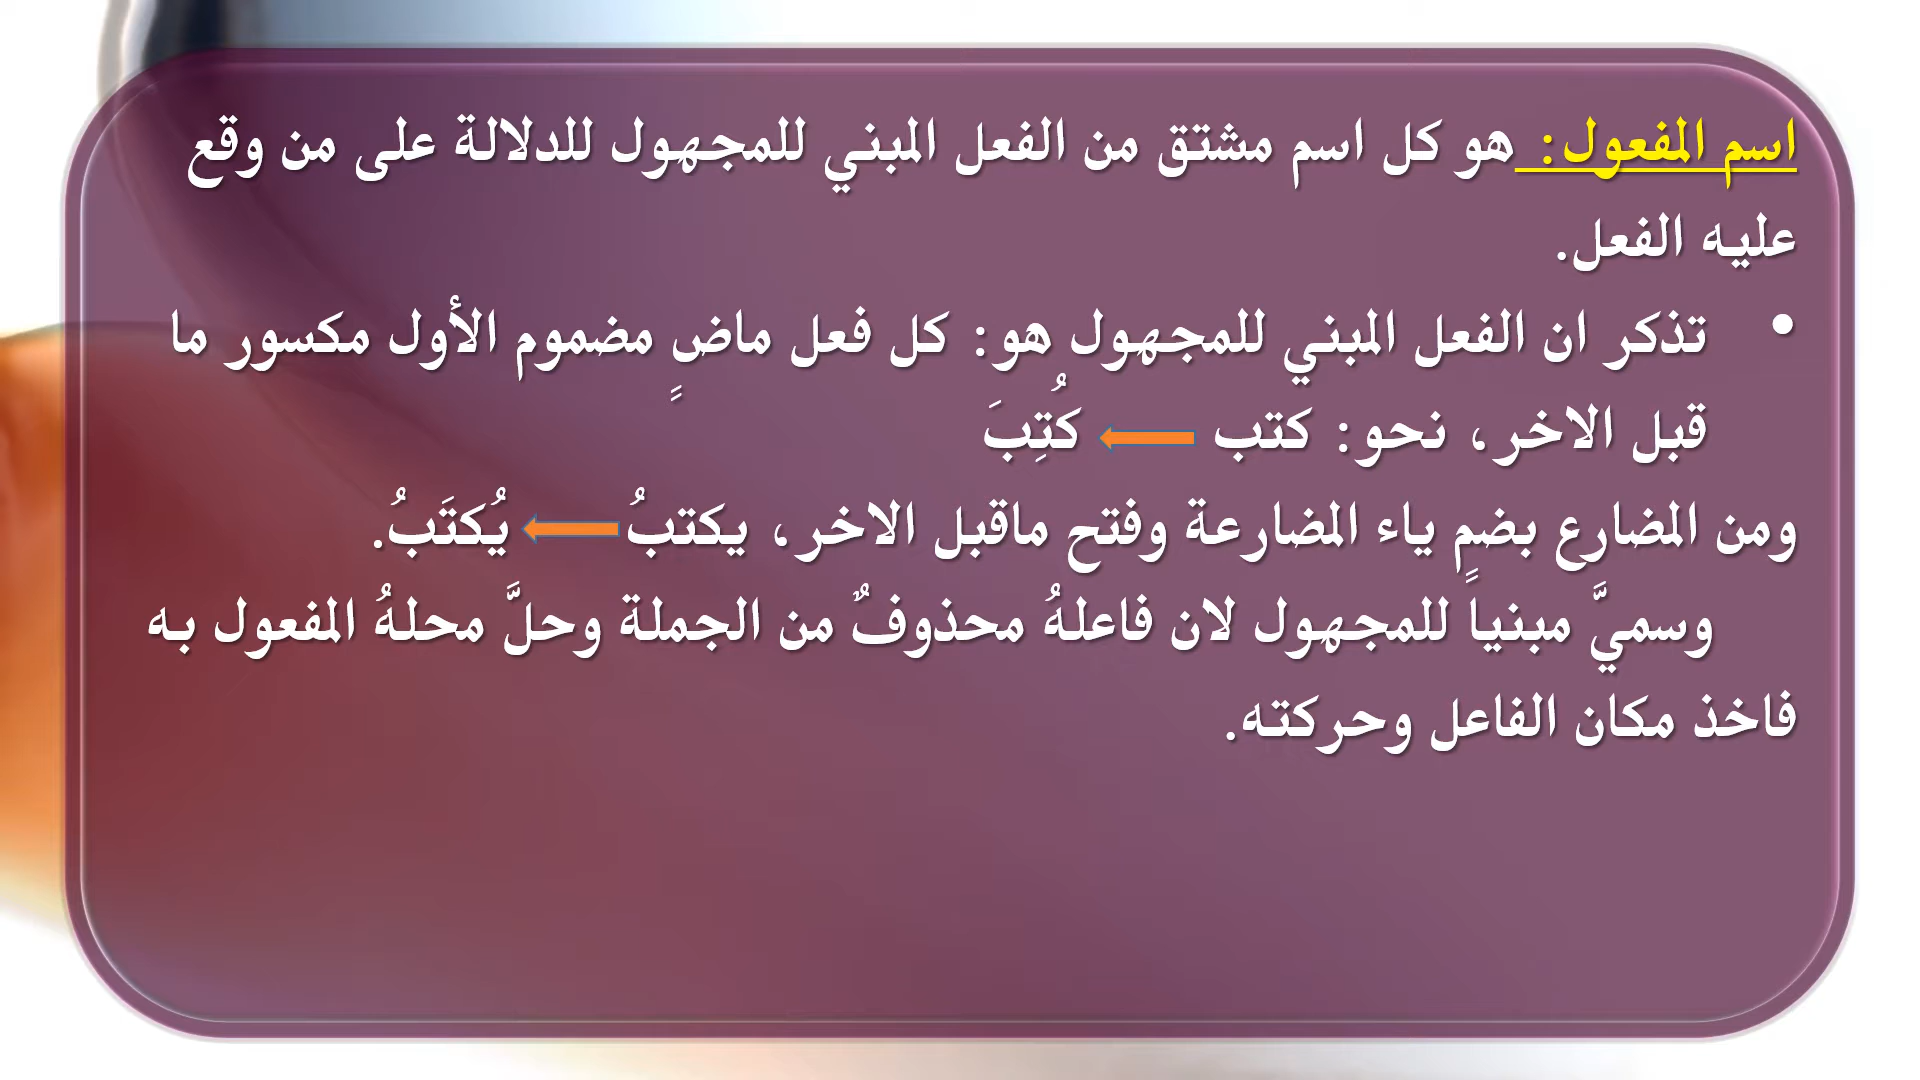 اسم المفعول: هو كل اسم مشتق من الفعل المبني للمجهول للدلالة على من وقع
عليه الفعل.
• تذكر ان الفعل المبني للمجهول هو: كل فعل ماضٍ مضموم الأول مكسور ما
قبل الاخر، نحو: كتب ← كُتِبَ
ومن المضارع بضمِ ياء المضارعة وفتح ماقبل الاخر، يكتبُ ← يُكتَبُ.
وسميَّ مبنياً للمجهول لان فاعلهُ محذوفٌ من الجملة وحلَّ محلهُ المفعول به
فاخذ مكان الفاعل وحركته.